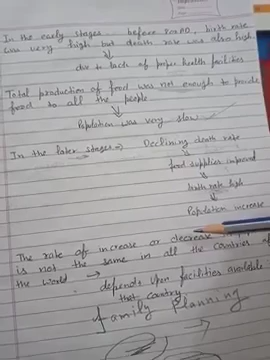 In the early stages before 2000 AD, birth rate
was very high but death rate was also high.
due to lack of proper health facilities
Total production of food was not enough to provide
food to all the people
Population was very slow
In the later stages → Declining death rate
food supplies improved
birth rate high
Population increase
The rate of increase or decrease
is not the same in all the countries of
the world. → depends upon facilities available
that country
Family Planning